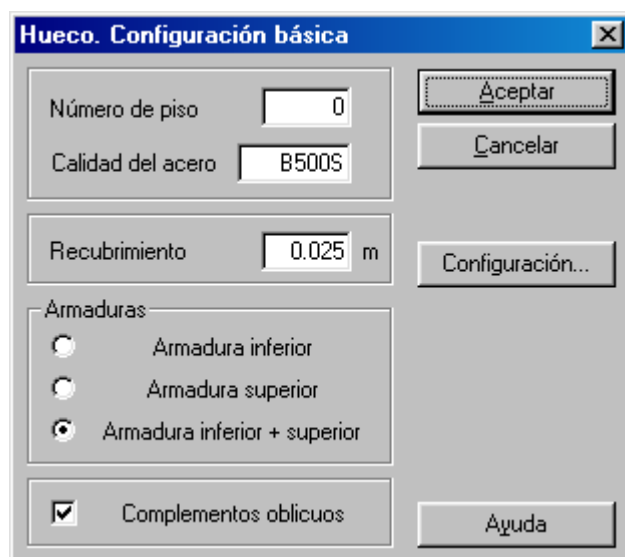 Hueco. Configuración básica
Número de piso 0
Calidad del acero B500S
Aceptar
Cancelar
Recubrimiento 0.025 m
Configuración...
Armaduras
Armadura inferior
Armadura superior
Armadura inferior + superior
Complementos oblicuos
Ayuda